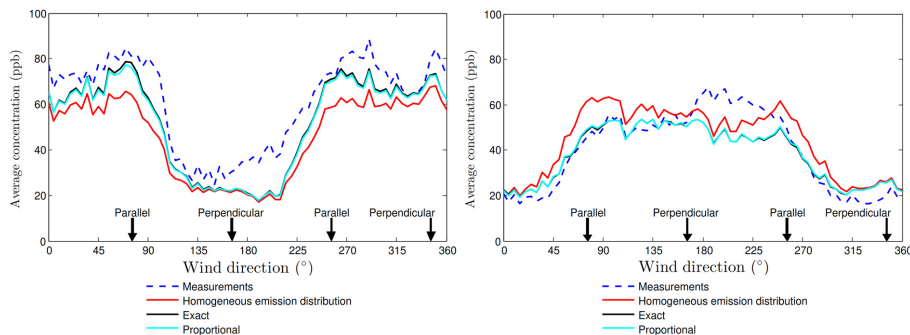 100
80
60
40
20
0
Average concentration (ppb)
Parallel Perpendicular Parallel Perpendicular
0 45 90 135 180 225 270 315 360
Wind direction (°)
Measurements
Homogeneous emission distribution
Exact
Proportional
100
80
60
40
20
0
Average concentration (ppb)
Parallel Perpendicular Parallel Perpendicular
0 45 90 135 180 225 270 315 360
Wind direction (°)
Measurements
Homogeneous emission distribution
Exact
Proportional